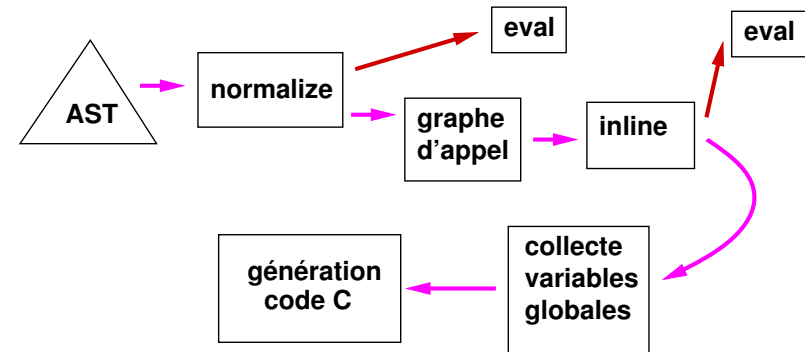 AST
normalize
eval
graphe
d'appel
inline
eval
collecte
variables
globales
génération
code C